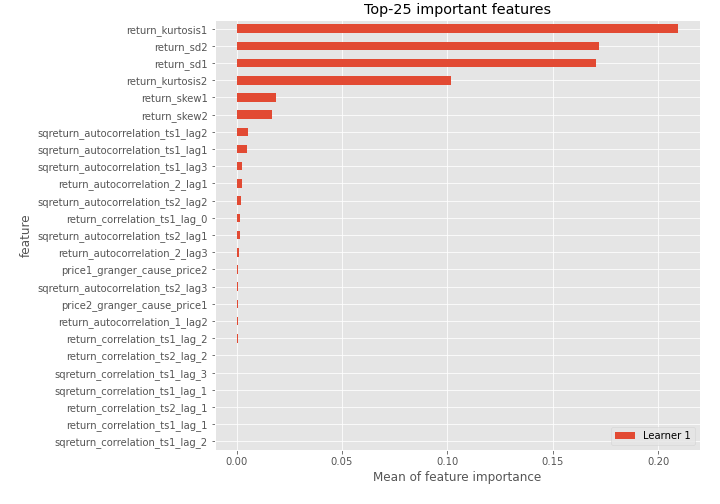 Top-25 important features
return_kurtosis1
return_sd2
return_sd1
return_kurtosis2
return_skew1
return_skew2
sqreturn_autocorrelation_ts1_lag2
sqreturn_autocorrelation_ts1_lag1
sqreturn_autocorrelation_ts1_lag3
return_autocorrelation_2_lag1
sqreturn_autocorrelation_ts2_lag2
return_correlation_ts1_lag_0
sqreturn_autocorrelation_ts2_lag1
return_autocorrelation_2_lag3
price1_granger_cause_price2
sqreturn_autocorrelation_ts2_lag3
price2_granger_cause_price1
return_autocorrelation_1_lag2
return_correlation_ts1_lag_2
return_correlation_ts2_lag_2
sqreturn_correlation_ts1_lag_3
sqreturn_correlation_ts1_lag_1
return_correlation_ts2_lag_1
return_correlation_ts1_lag_1
sqreturn_correlation_ts1_lag_2
feature
Learner 1
0.00 0.05 0.10 0.15 0.20
Mean of feature importance